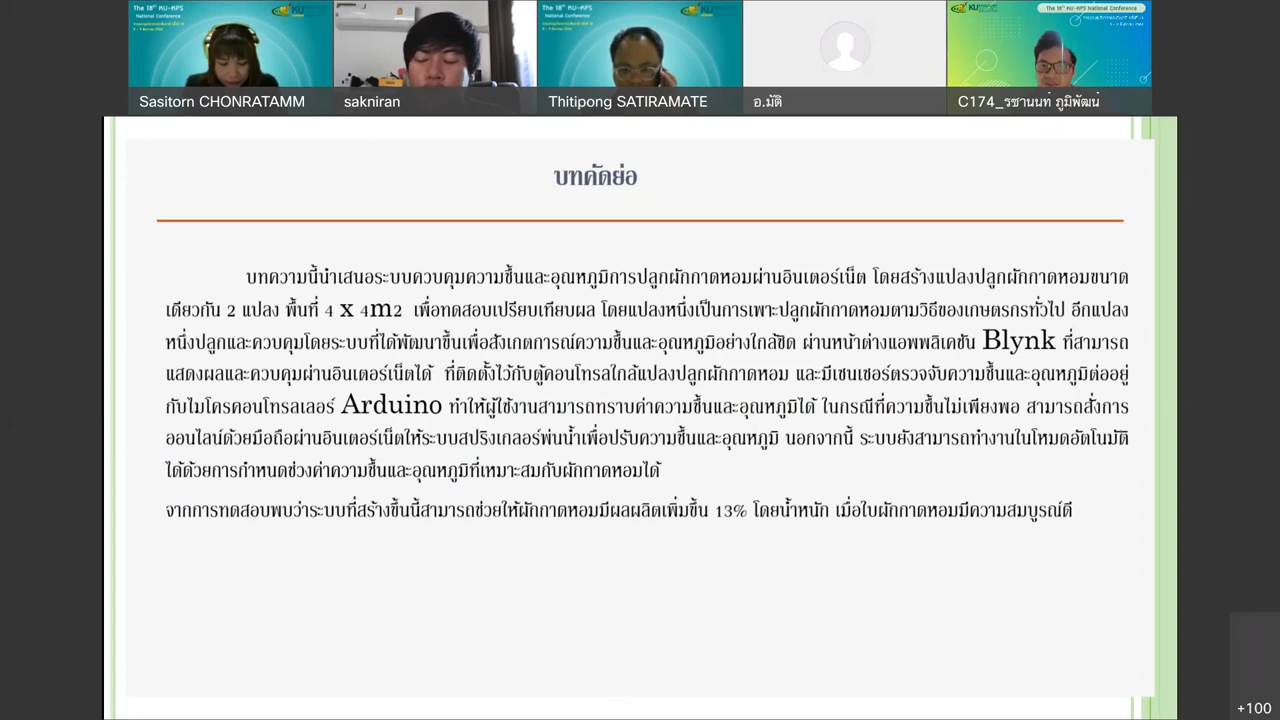 The 18th KU-KPS
National Conference
The 18th KU-KPS
National Conference
The 18th KU-KPS National Conference
Sasitorn CHONRATAMM
sakniran
Thitipong SATIRAMATE
อ.มัติ
C174_รชานนท์ ภูมิพัฒน์
บทคัดย่อ
บทความนี้นำเสนอระบบควบคุมความชื้นและอุณหภูมิการปลูกผักกาดหอมผ่านอินเตอร์เน็ต โดยสร้างแปลงปลูกผักกาดหอมขนาด
เดียวกัน 2 แปลง พื้นที่ 4 x 4m2 เพื่อทดสอบเปรียบเทียบผล โดยแปลงหนึ่งเป็นการเพาะปลูกผักกาดหอมตามวิธีของเกษตรกรทั่วไป อีกแปลง
หนึ่งปลูกและควบคุมโดยระบบที่ได้พัฒนาขึ้นเพื่อสังเกตการณ์ความชื้นและอุณหภูมิอย่างใกล้ชิด ผ่านหน้าต่างแอพพลิเคชัน Blynk ที่สามารถ
แสดงผลและควบคุมผ่านอินเตอร์เน็ตได้ ที่ติดตั้งไว้กับตู้คอนโทรลใกล้แปลงปลูกผักกาดหอม และมีเซนเซอร์ตรวจจับความชื้นและอุณหภูมิต่ออยู่
กับไมโครคอนโทรลเลอร์ Arduino ทำให้ผู้ใช้งานสามารถทราบค่าความชื้นและอุณหภูมิได้ ในกรณีที่ความชื้นไม่เพียงพอ สามารถสั่งการ
ออนไลน์ด้วยมือถือผ่านอินเตอร์เน็ตให้ระบบสปริงเกลอร์พ่นน้ำเพื่อปรับความชื้นและอุณหภูมิ นอกจากนี้ ระบบยังสามารถทำงานในโหมดอัตโนมัติ
ได้ด้วยการกำหนดช่วงค่าความชื้นและอุณหภูมิที่เหมาะสมกับผักกาดหอมได้
จากการทดสอบพบว่าระบบที่สร้างขึ้นนี้สามารถช่วยให้ผักกาดหอมมีผลผลิตเพิ่มขึ้น 13% โดยน้ำหนัก เมื่อใบผักกาดหอมมีความสมบูรณ์ดี
+100